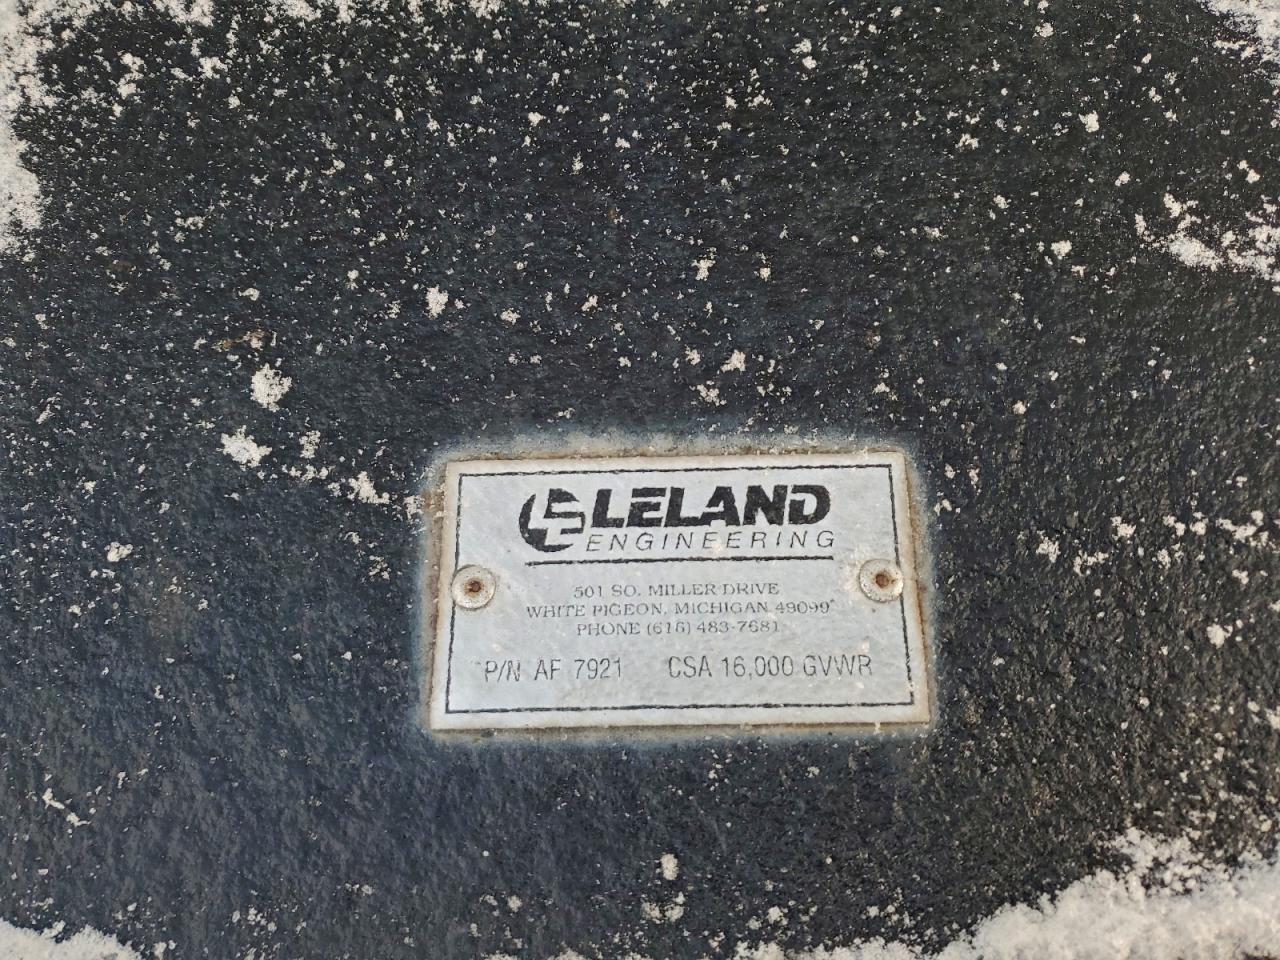 LELAND
ENGINEERING
501 SO. MILLER DRIVE
WHITE PIGEON, MICHIGAN 49099
PHONE (616) 483-7681
P/N AF 7921 CSA 16,000 GVWR